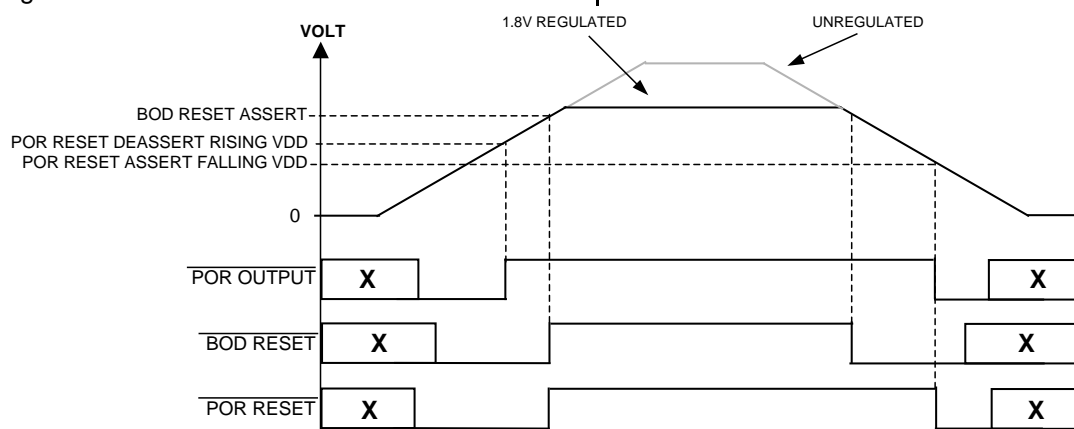 1.8V REGULATED
UNREGULATED
VOLT
BOD RESET ASSERT
POR RESET DEASSERT RISING VDD
POR RESET ASSERT FALLING VDD
0
POR OUTPUT
X
X
BOD RESET
X
X
POR RESET
X
X